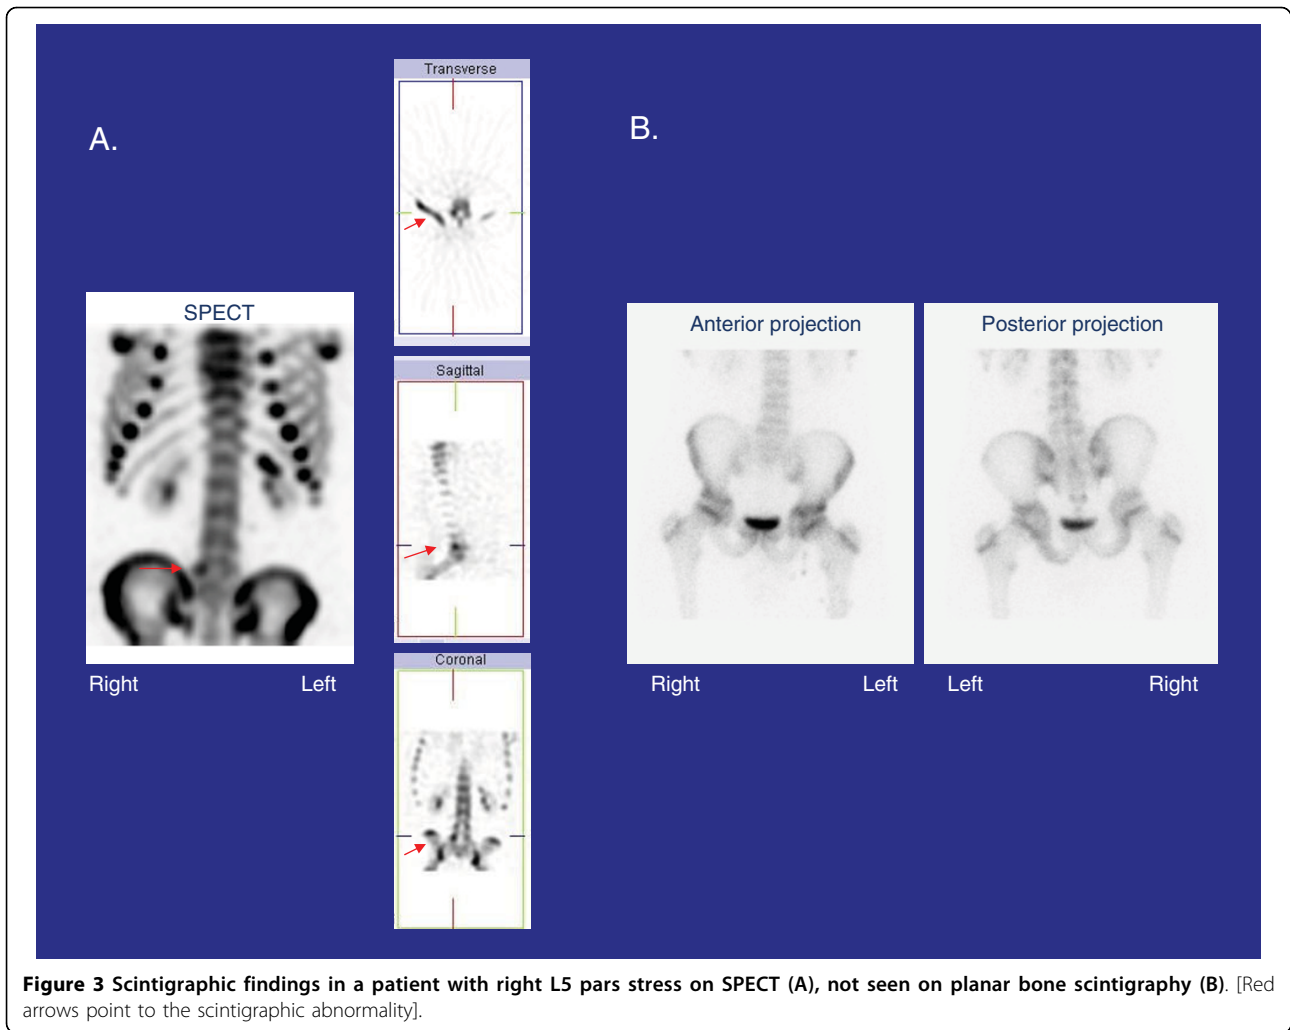 A.
Transverse
B.
SPECT
Anterior projection
Posterior projection
Sagittal
Coronal
Right
Left
Right
Left
Left
Right
Figure 3 Scintigraphic findings in a patient with right L5 pars stress on SPECT (A), not seen on planar bone scintigraphy (B). [Red
arrows point to the scintigraphic abnormality].